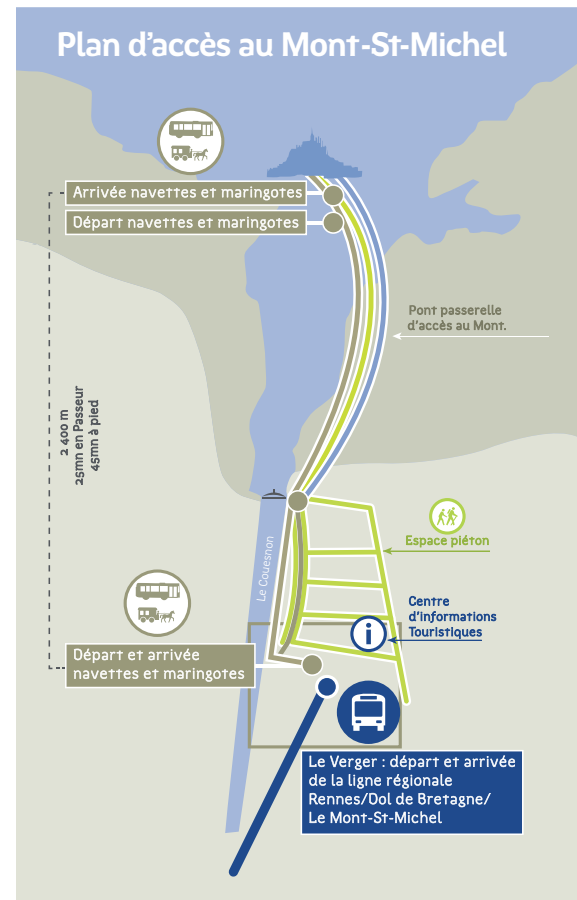 Plan d'accès au Mont-St-Michel
Arrivée navettes et maringotes
Départ navettes et maringotes
Pont passerelle
d'accès au Mont.
2 400 m
25mn en Passeur
45mn à pied
Espace piéton
Le Couesnon
Centre
d'informations
Touristiques
i
Départ et arrivée
navettes et maringotes
Le Verger : départ et arrivée
de la ligne régionale
Rennes/Dol de Bretagne/
Le Mont-St-Michel